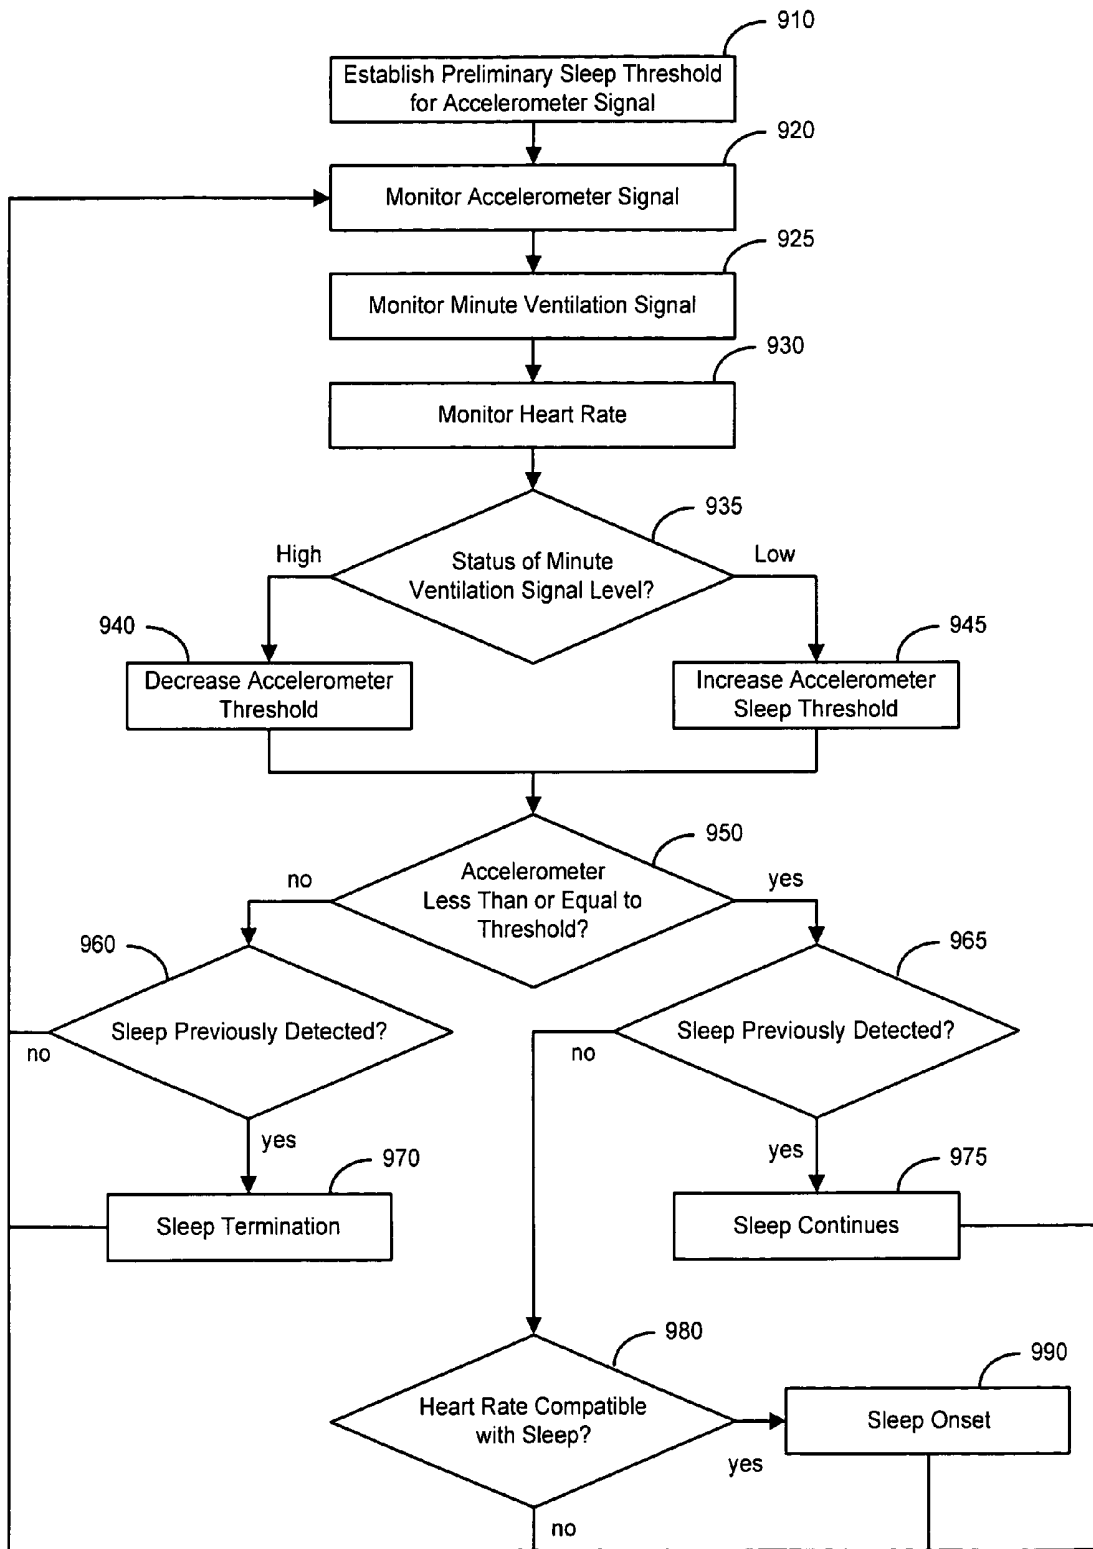 910
Establish Preliminary Sleep Threshold
for Accelerometer Signal
920
Monitor Accelerometer Signal
925
Monitor Minute Ventilation Signal
930
Monitor Heart Rate
935
High
Status of Minute
Ventilation Signal Level?
Low
940
Decrease Accelerometer
Threshold
945
Increase Accelerometer
Sleep Threshold
950
no
Accelerometer
Less Than or Equal to
Threshold?
yes
960
Sleep Previously Detected?
no
965
Sleep Previously Detected?
no
yes
970
Sleep Termination
yes
975
Sleep Continues
980
Heart Rate Compatible
with Sleep?
yes
990
Sleep Onset
no